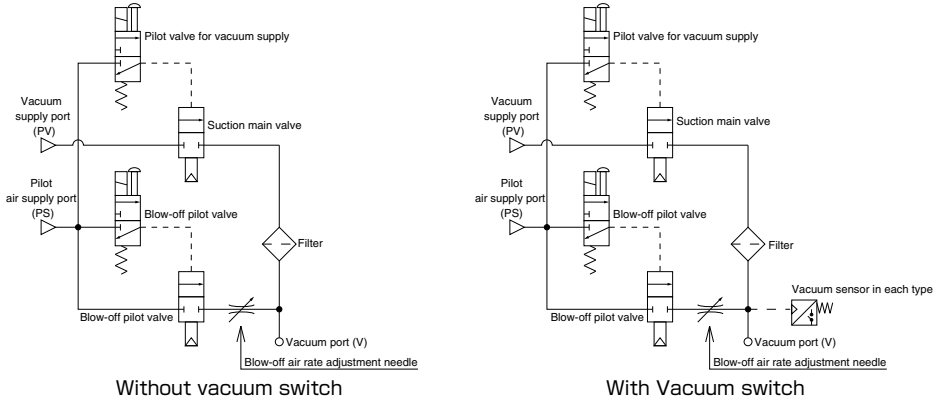 Pilot valve for vacuum supply
Vacuum
supply port
(PV)
Suction main valve
Pilot
air supply port
(PS)
Blow-off pilot valve
Filter
Blow-off pilot valve
Vacuum port (V)
Blow-off air rate adjustment needle
Without vacuum switch
Pilot valve for vacuum supply
Vacuum
supply port
(PV)
Suction main valve
Pilot
air supply port
(PS)
Blow-off pilot valve
Filter
Vacuum sensor in each type
Blow-off pilot valve
Vacuum port (V)
Blow-off air rate adjustment needle
With Vacuum switch